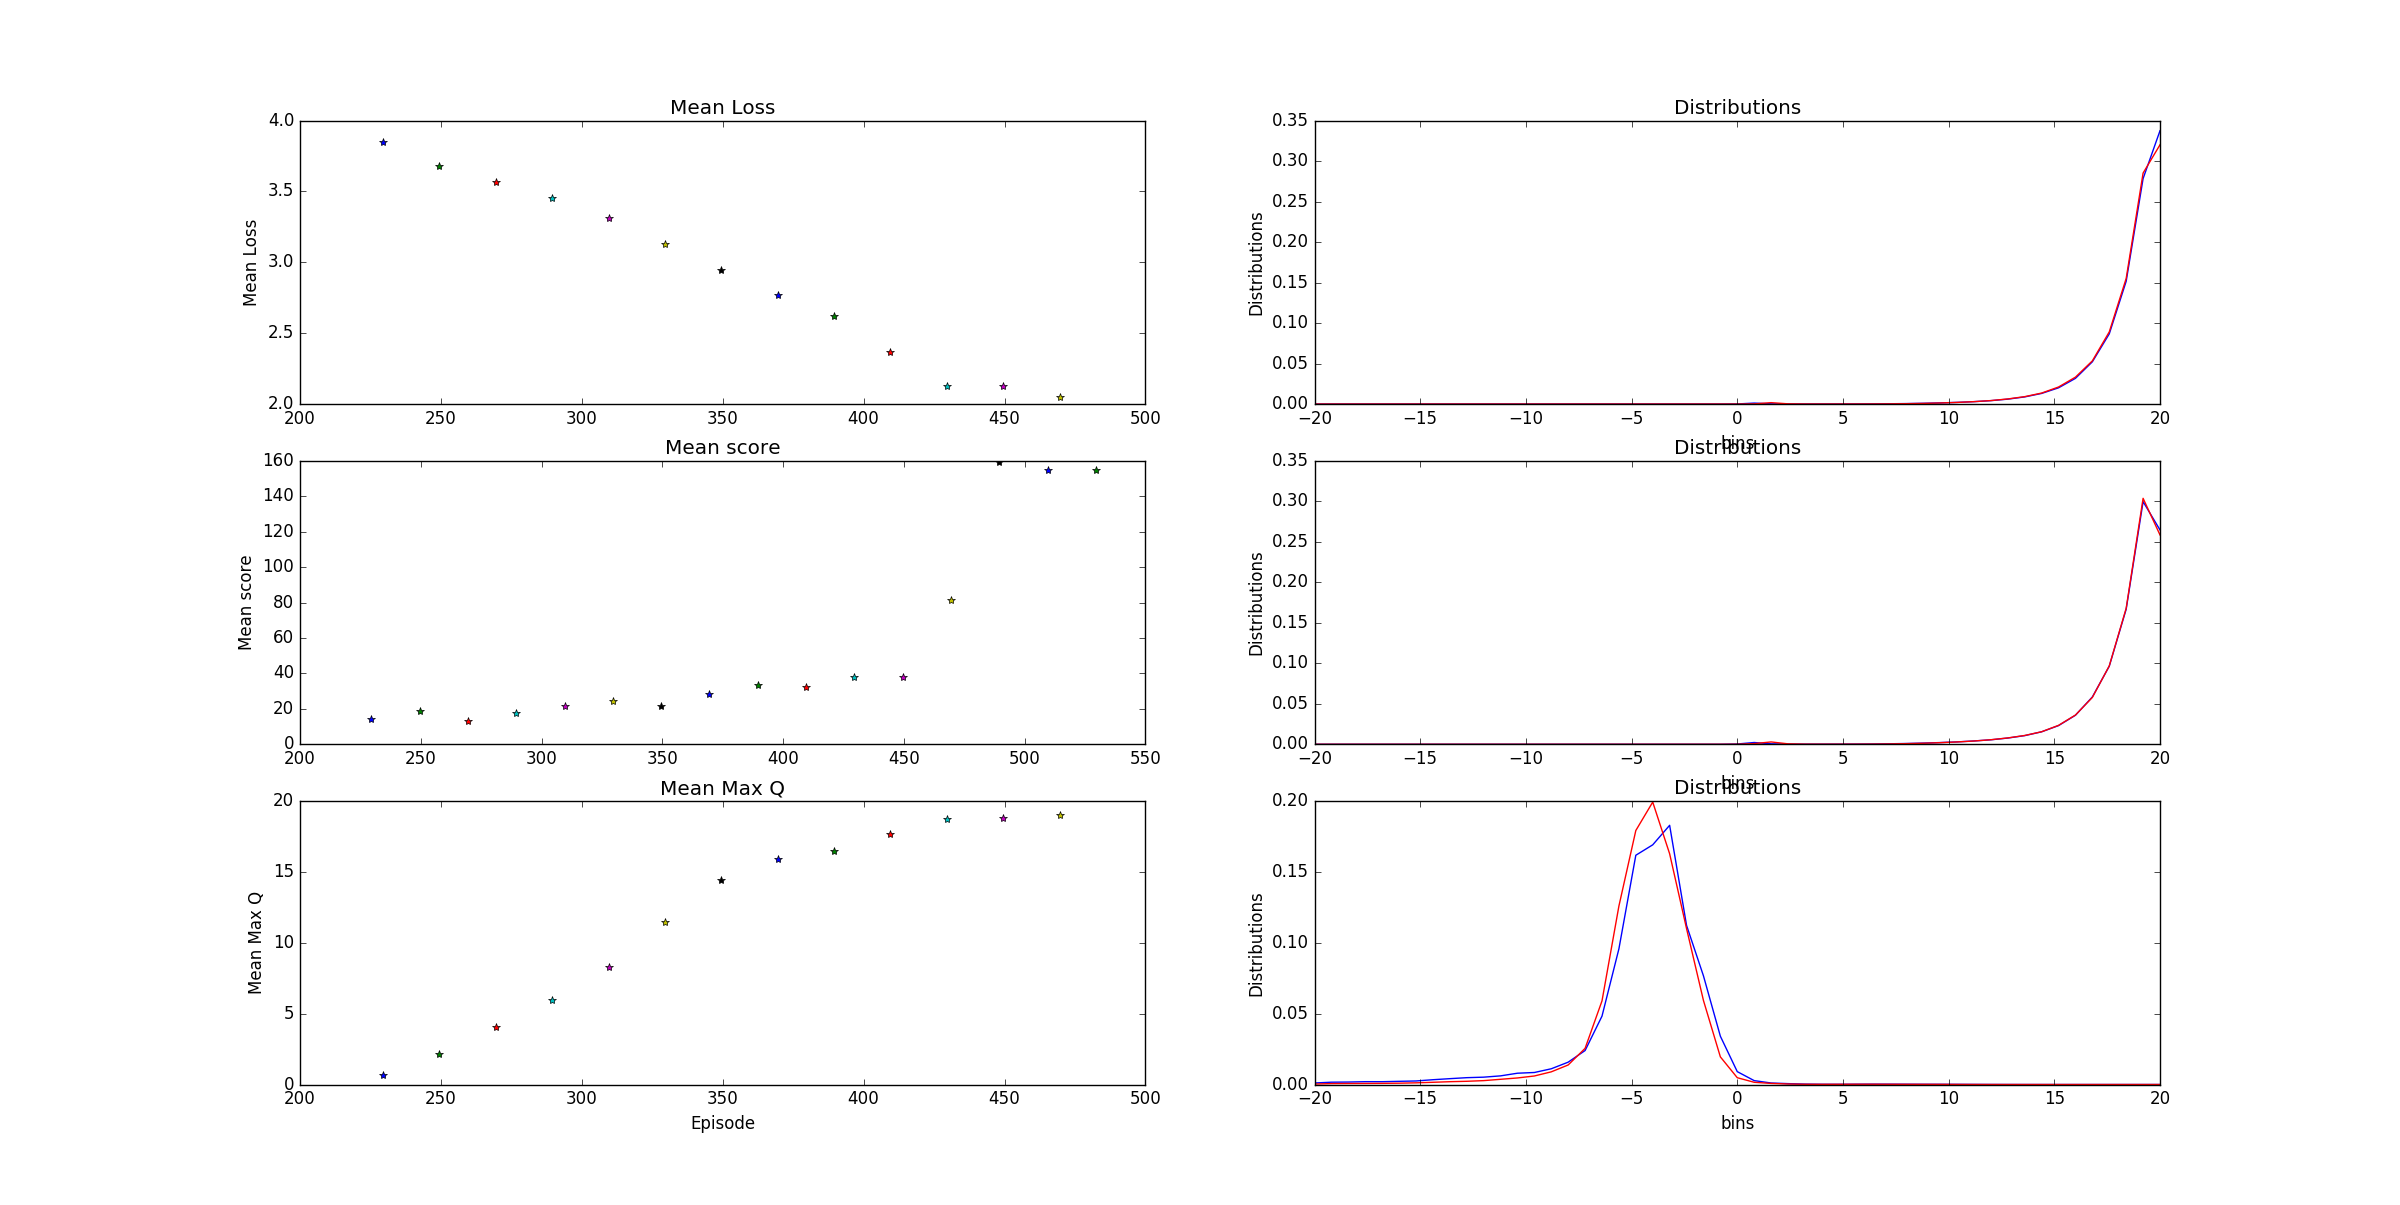 Mean Loss
Mean Loss
4.0
3.5
3.0
2.5
2.0
200 250 300 350 400 450 500
Mean score
Mean score
160
140
120
100
80
60
40
20
0
200 250 300 350 400 450 500 550
Mean Max Q
Mean Max Q
20
15
10
5
0
200 250 300 350 400 450 500
Episode
Distributions
Distributions
0.35
0.30
0.25
0.20
0.15
0.10
0.05
0.00
−20 −15 −10 −5 0 5 10 15 20
bins
Distributions
Distributions
0.35
0.30
0.25
0.20
0.15
0.10
0.05
0.00
−20 −15 −10 −5 0 5 10 15 20
bins
Distributions
Distributions
0.20
0.15
0.10
0.05
0.00
−20 −15 −10 −5 0 5 10 15 20
bins